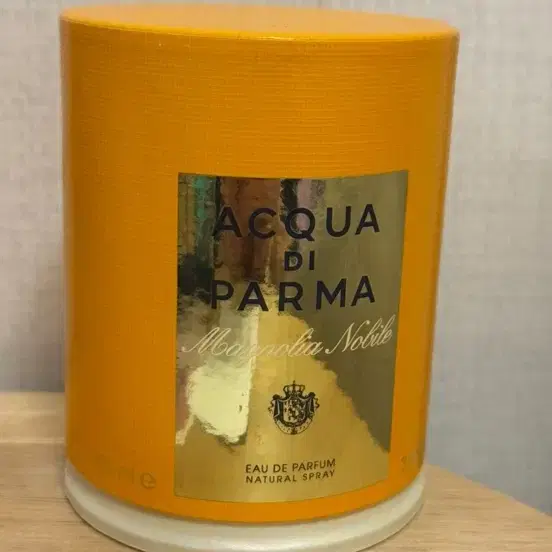 ACQUA
DI
PARMA
Magnolia Nobile
EAU DE PARFUM
NATURAL SPRAY